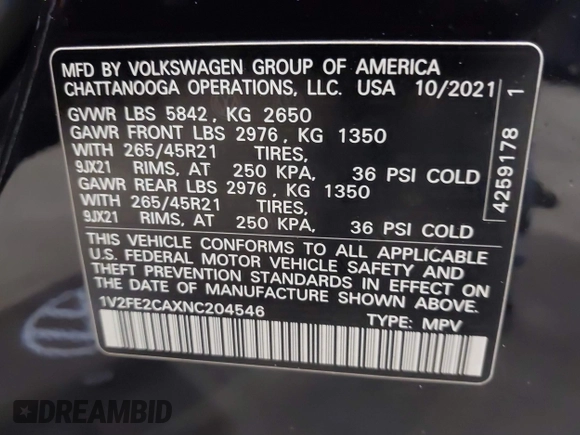 MFD BY VOLKSWAGEN GROUP OF AMERICA
CHATTANOOGA OPERATIONS, LLC. USA 10/2021
GVWR LBS 5842, KG 2650
GAWR FRONT LBS 2976, KG 1350
WITH 265/45R21 TIRES,
9JX21 RIMS, AT 250 KPA, 36 PSI COLD
GAWR REAR LBS 2976, KG 1350
WITH 265/45R21 TIRES,
9JX21 RIMS, AT 250 KPA, 36 PSI COLD
THIS VEHICLE CONFORMS TO ALL APPLICABLE
U.S. FEDERAL MOTOR VEHICLE SAFETY AND
THEFT PREVENTION STANDARDS IN EFFECT ON
THE DATE OF MANUFACTURE SHOWN ABOVE.
1V2FE2CAXNC204546 TYPE: MPV
4259178 1
DREAMBID